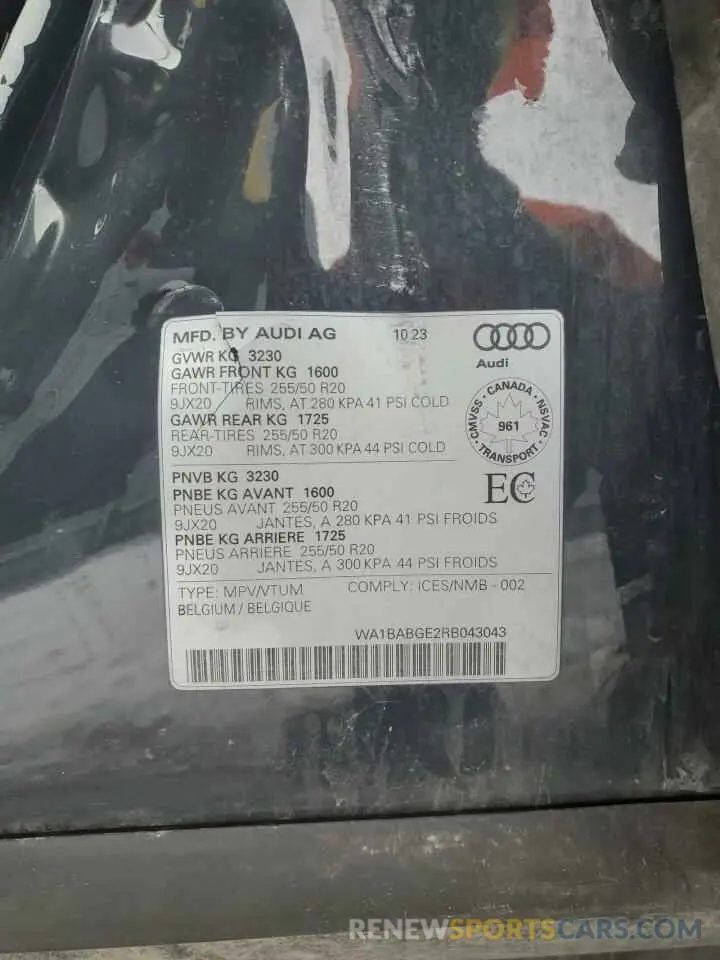 MFD. BY AUDI AG 10 23
Audi
GVWR KG 3230
GAWR FRONT KG 1600
FRONT-TIRES 255/50 R20
9JX20 RIMS, AT 280 KPA 41 PSI COLD
GAWR REAR KG 1725
REAR-TIRES 255/50 R20
9JX20 RIMS, AT 300 KPA 44 PSI COLD
CMVSS - CANADA - NSVAC
961
TRANSPORT
PNVB KG 3230
PNBE KG AVANT 1600
PNEUS AVANT 255/50 R20
9JX20 JANTES, A 280 KPA 41 PSI FROIDS
PNBE KG ARRIERE 1725
PNEUS ARRIERE 255/50 R20
9JX20 JANTES, A 300 KPA 44 PSI FROIDS
EC
TYPE: MPV/VTUM COMPLY: ICES/NMB - 002
BELGIUM / BELGIQUE
WA1BABGE2RB043043
RENEWSPORTSCARS.COM